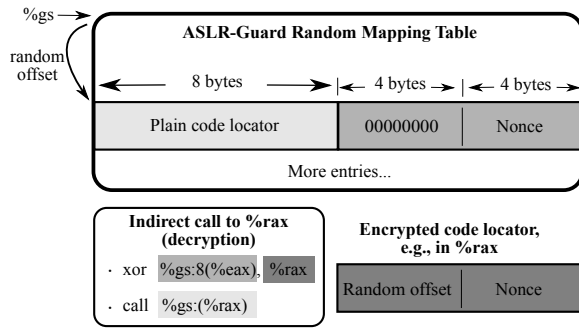 %gs
ASLR-Guard Random Mapping Table
random
offset
8 bytes
4 bytes
4 bytes
Plain code locator
00000000
Nonce
More entries...
Indirect call to %rax
(decryption)
· xor %gs:8(%eax), %rax
· call %gs:(%rax)
Encrypted code locator,
e.g., in %rax
Random offset
Nonce